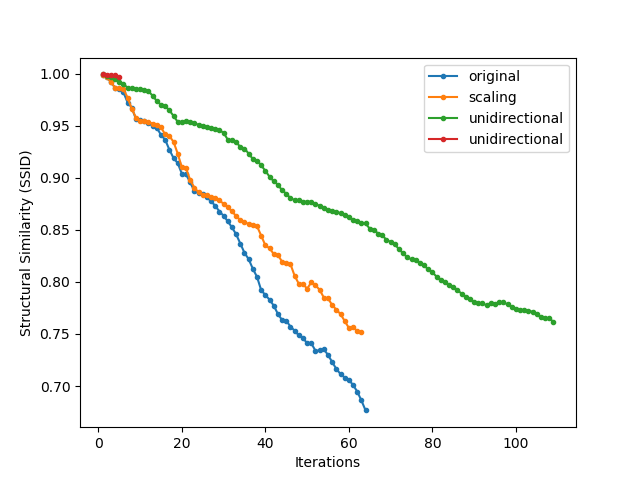 original
scaling
unidirectional
unidirectional
1.00
0.95
0.90
0.85
0.80
0.75
0.70
Structural Similarity (SSID)
0 20 40 60 80 100
Iterations